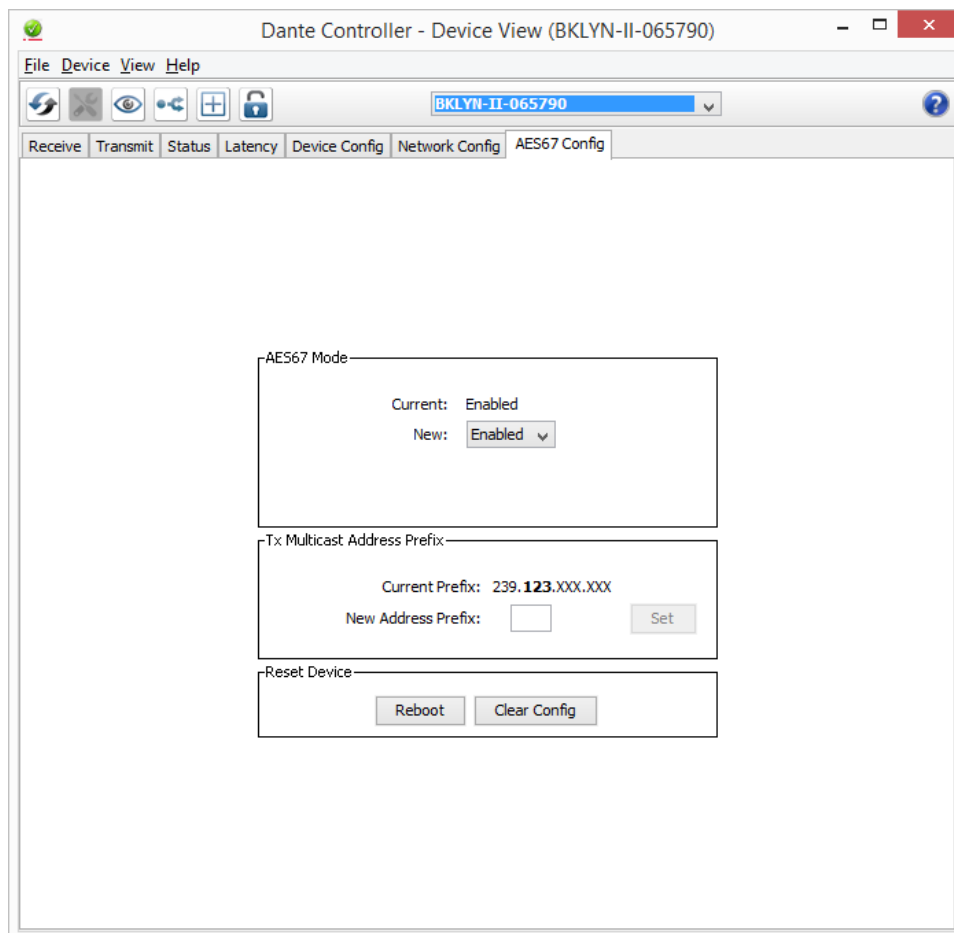 Dante Controller - Device View (BKLYN-II-065790)
File Device View Help
BKLYN-II-065790
?
Receive Transmit Status Latency Device Config Network Config AES67 Config
AES67 Mode
Current: Enabled
New: Enabled
Tx Multicast Address Prefix
Current Prefix: 239.123.XXX.XXX
New Address Prefix: Set
Reset Device
Reboot Clear Config